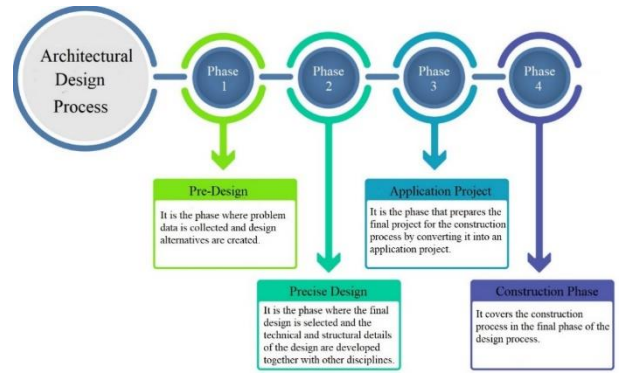 Architectural
Design
Process
Phase
1
Phase
2
Phase
3
Phase
4
Pre-Design
It is the phase where problem
data is collected and design
alternatives are created.
Application Project
It is the phase that prepares the
final project for the construction
process by converting it into an
application project.
Precise Design
It is the phase where the final
design is selected and the
technical and structural details
of the design are developed
together with other disciplines.
Construction Phase
It covers the construction
process in the final phase of the
design process.